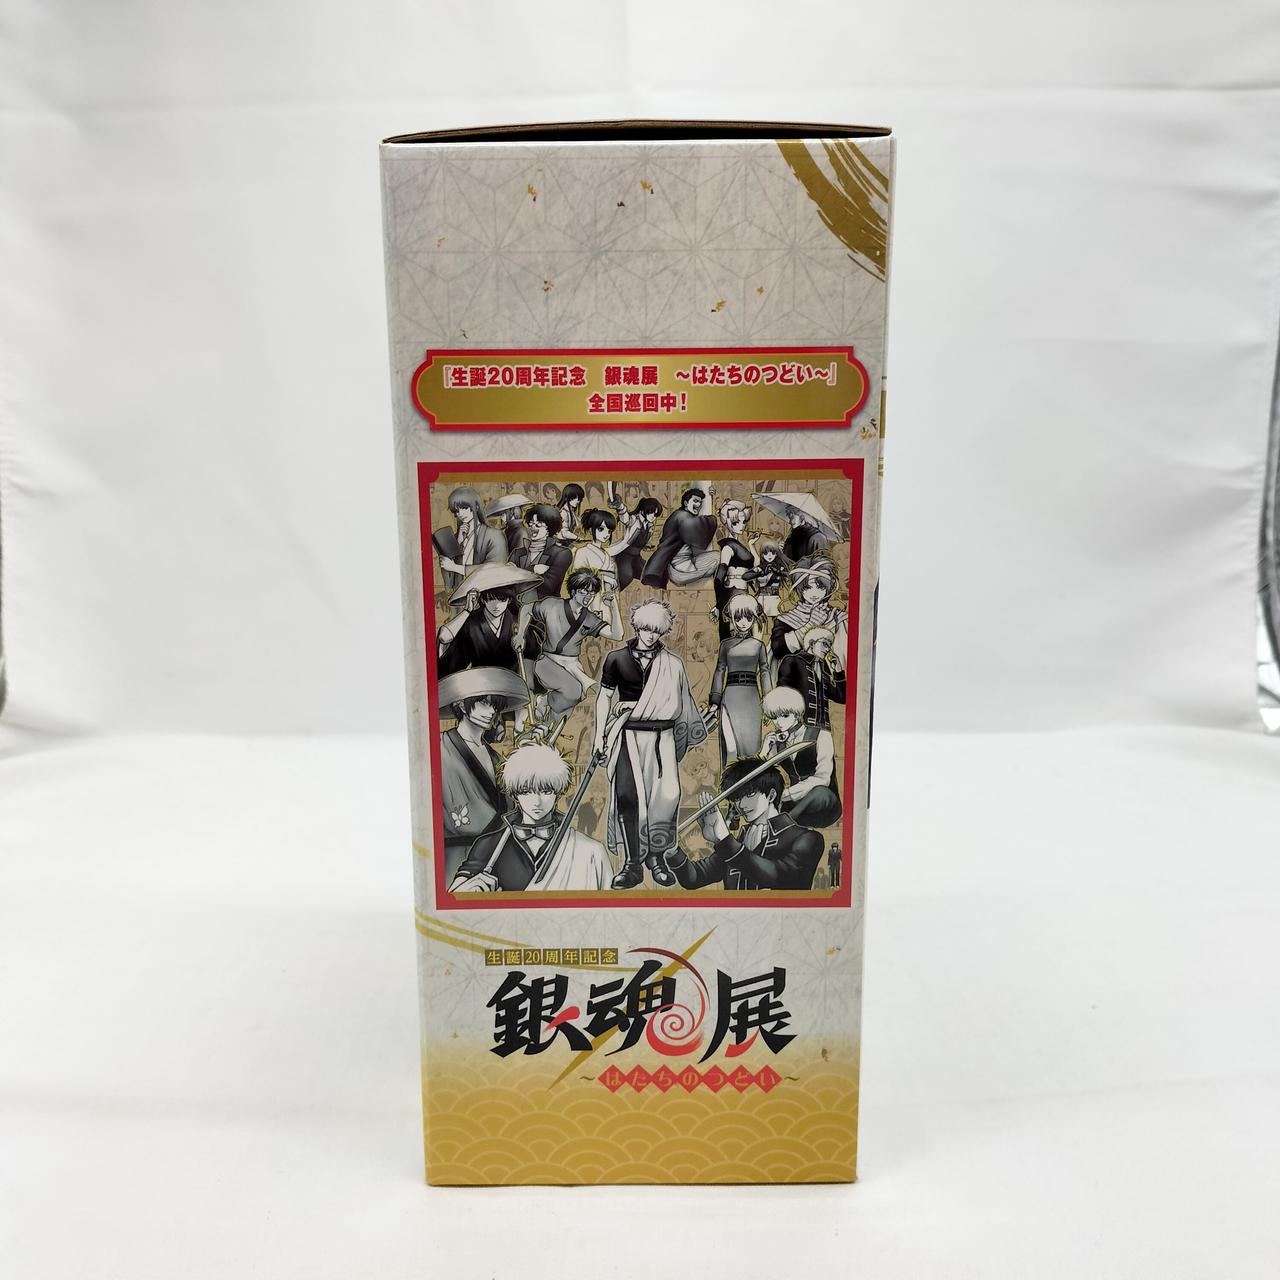 『生誕20周年記念　銀魂展　～はたちのつどい～』
全国巡回中！
生誕20周年記念
銀魂展
～はたちのつどい～